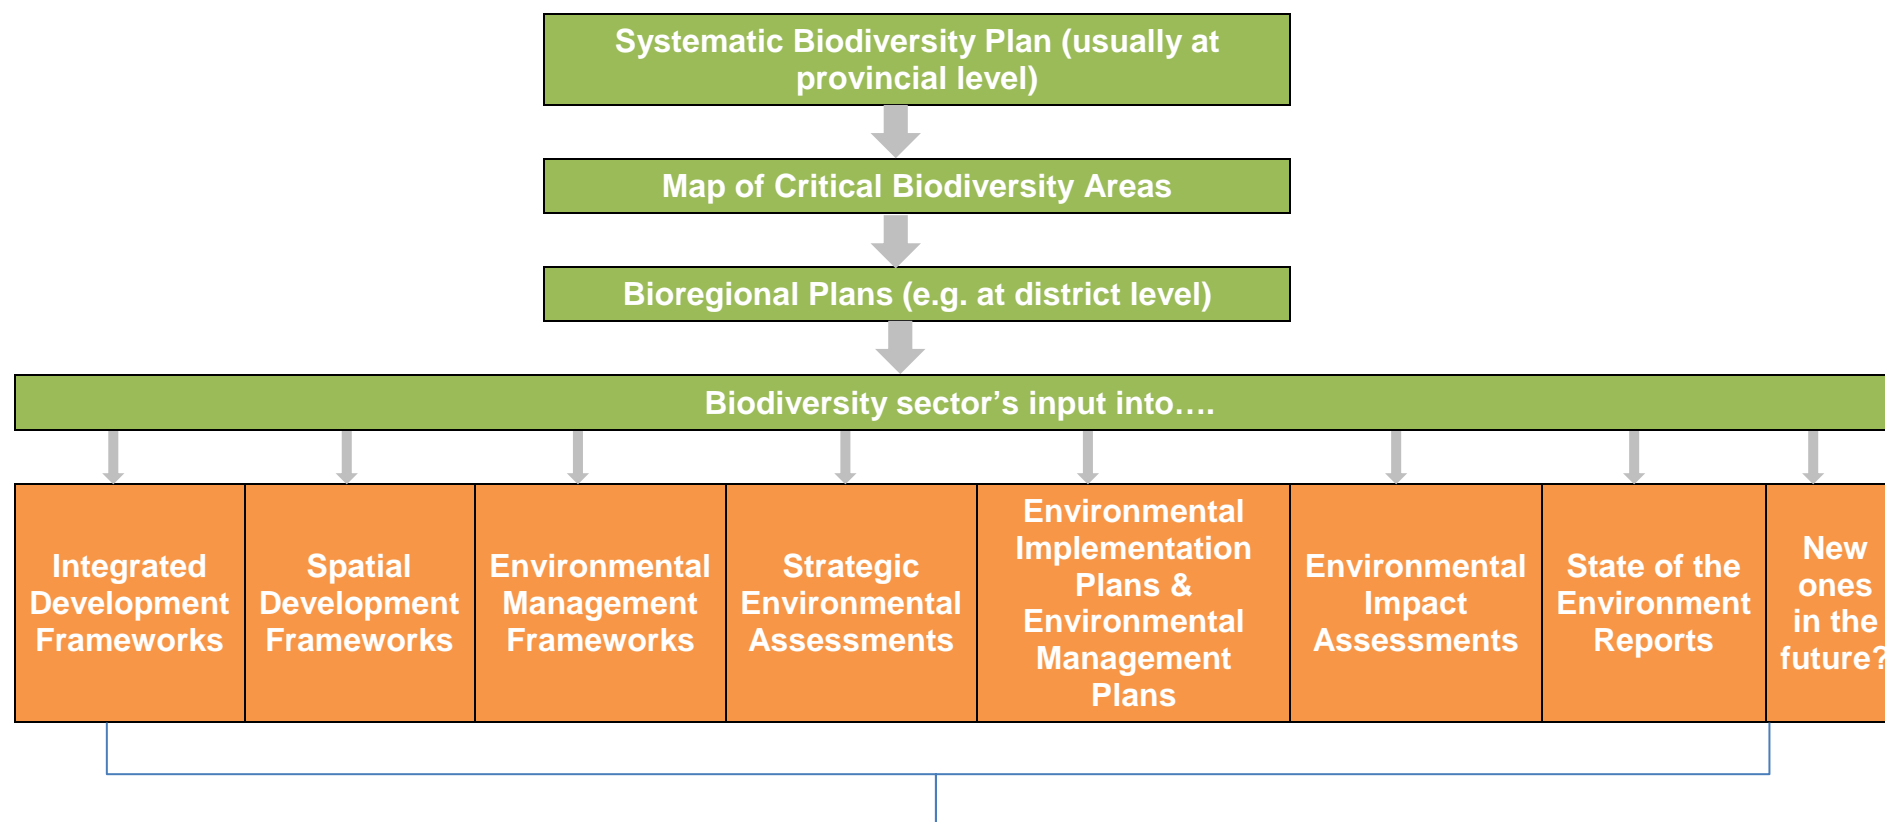 Systematic Biodiversity Plan (usually at
provincial level)
Map of Critical Biodiversity Areas
Bioregional Plans (e.g. at district level)
Biodiversity sector’s input into….
Integrated
Development
Frameworks
Spatial
Development
Frameworks
Environmental
Management
Frameworks
Strategic
Environmental
Assessments
Environmental
Implementation
Plans &
Environmental
Management
Plans
Environmental
Impact
Assessments
State of the
Environment
Reports
New
ones
in the
future?